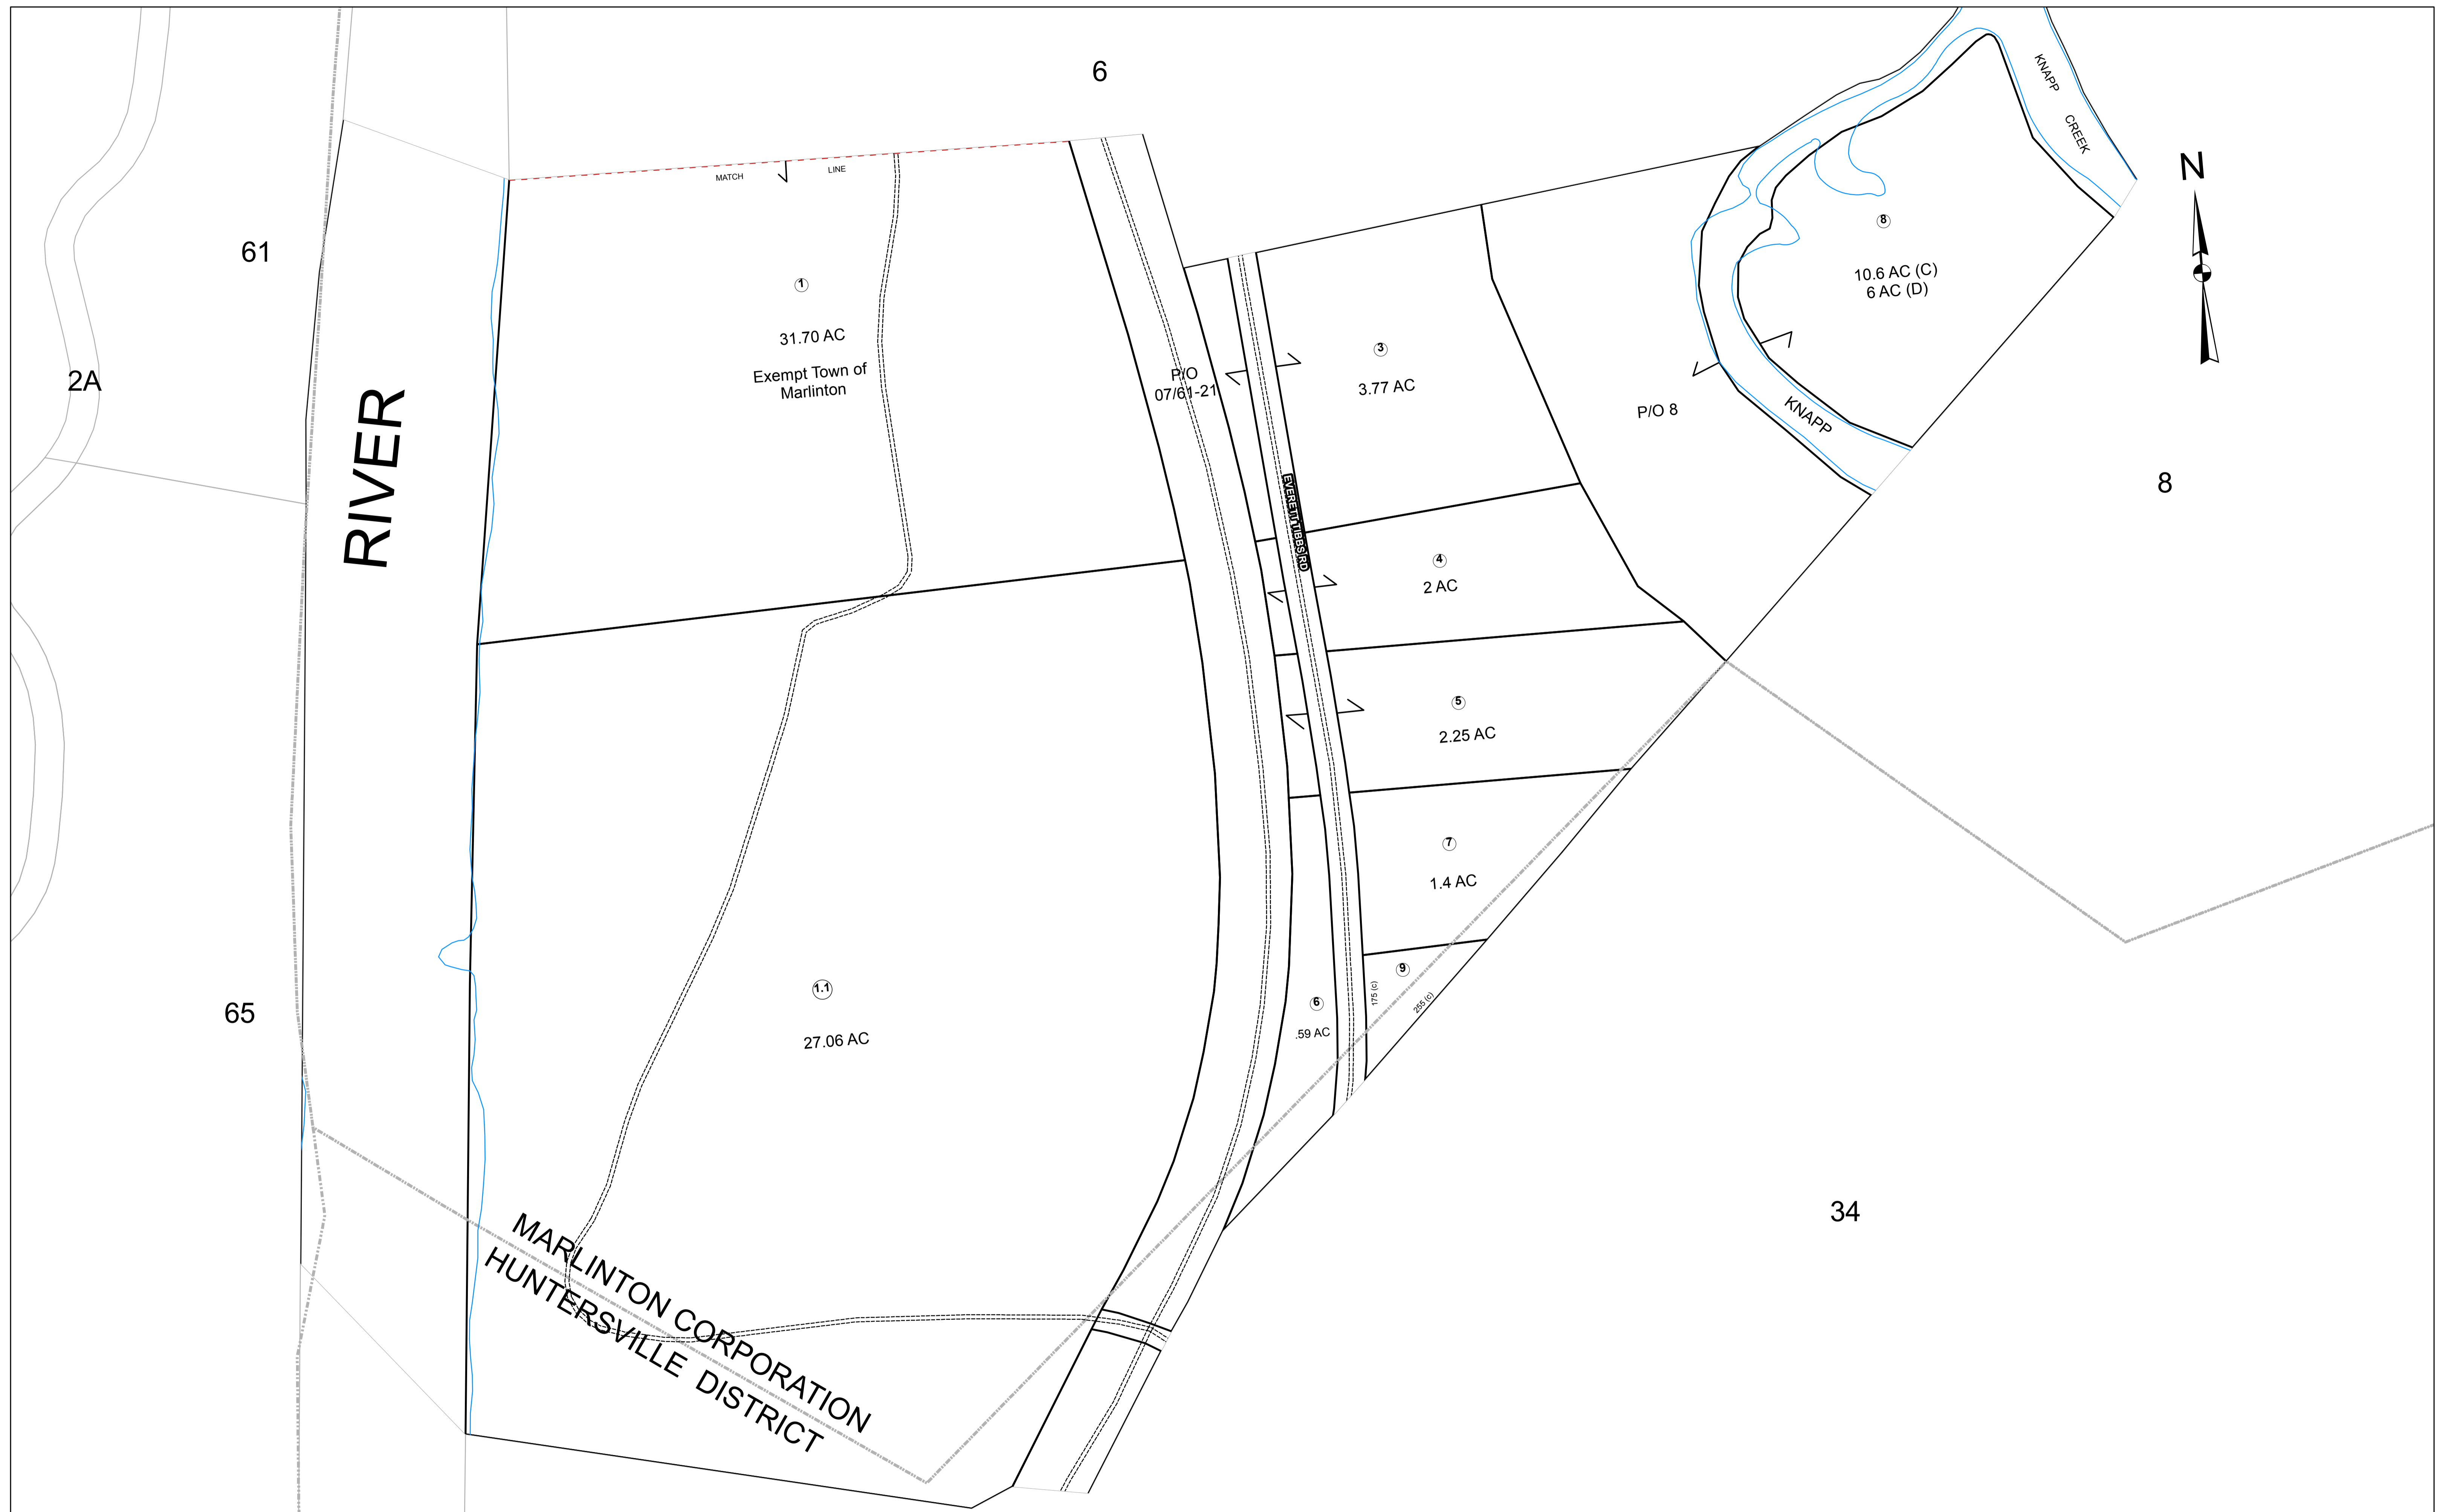 6
KNAPP
CREEK
N
MATCH
LINE
61
1
31.70 AC
Exempt Town of
Marlinton
8
10.6 AC (C)
6 AC (D)
2A
RIVER
P/O
07/61-21
3
3.77 AC
P/O 8
KNAPP
8
EVERETT TIBBS RD
4
2 AC
5
2.25 AC
7
1.4 AC
9
175 (c)
255 (c)
6
.59 AC
1.1
27.06 AC
65
34
MARLINTON CORPORATION
HUNTERSVILLE DISTRICT